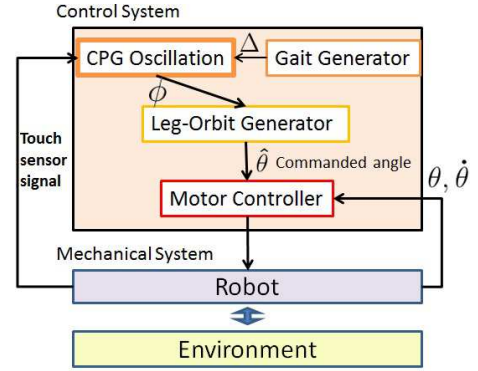 Control System
CPG Oscillation
Δ
Gait Generator
ϕ
Leg-Orbit Generator
Touch
sensor
signal
θ̂ Commanded angle
θ, θ̇
Motor Controller
Mechanical System
Robot
Environment